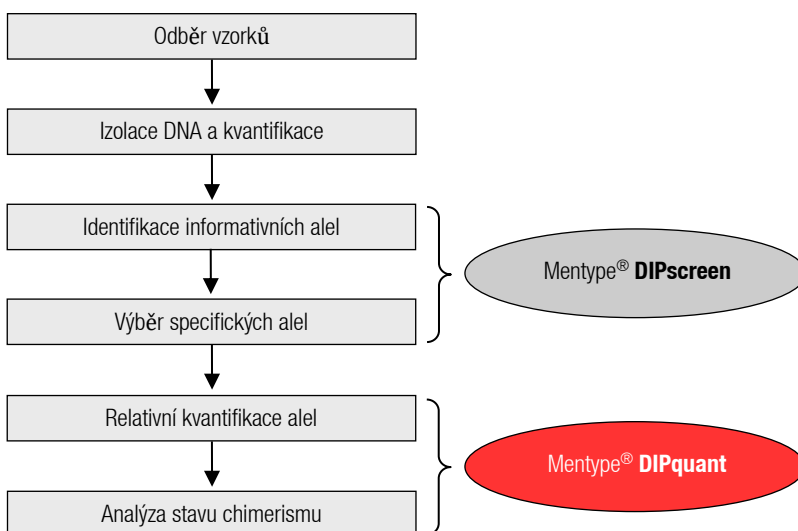 Odběr vzorků
Izolace DNA a kvantifikace
Identifikace informativních alel
Mentype® DIPscreen
Výběr specifických alel
Relativní kvantifikace alel
Mentype® DIPquant
Analýza stavu chimerismu